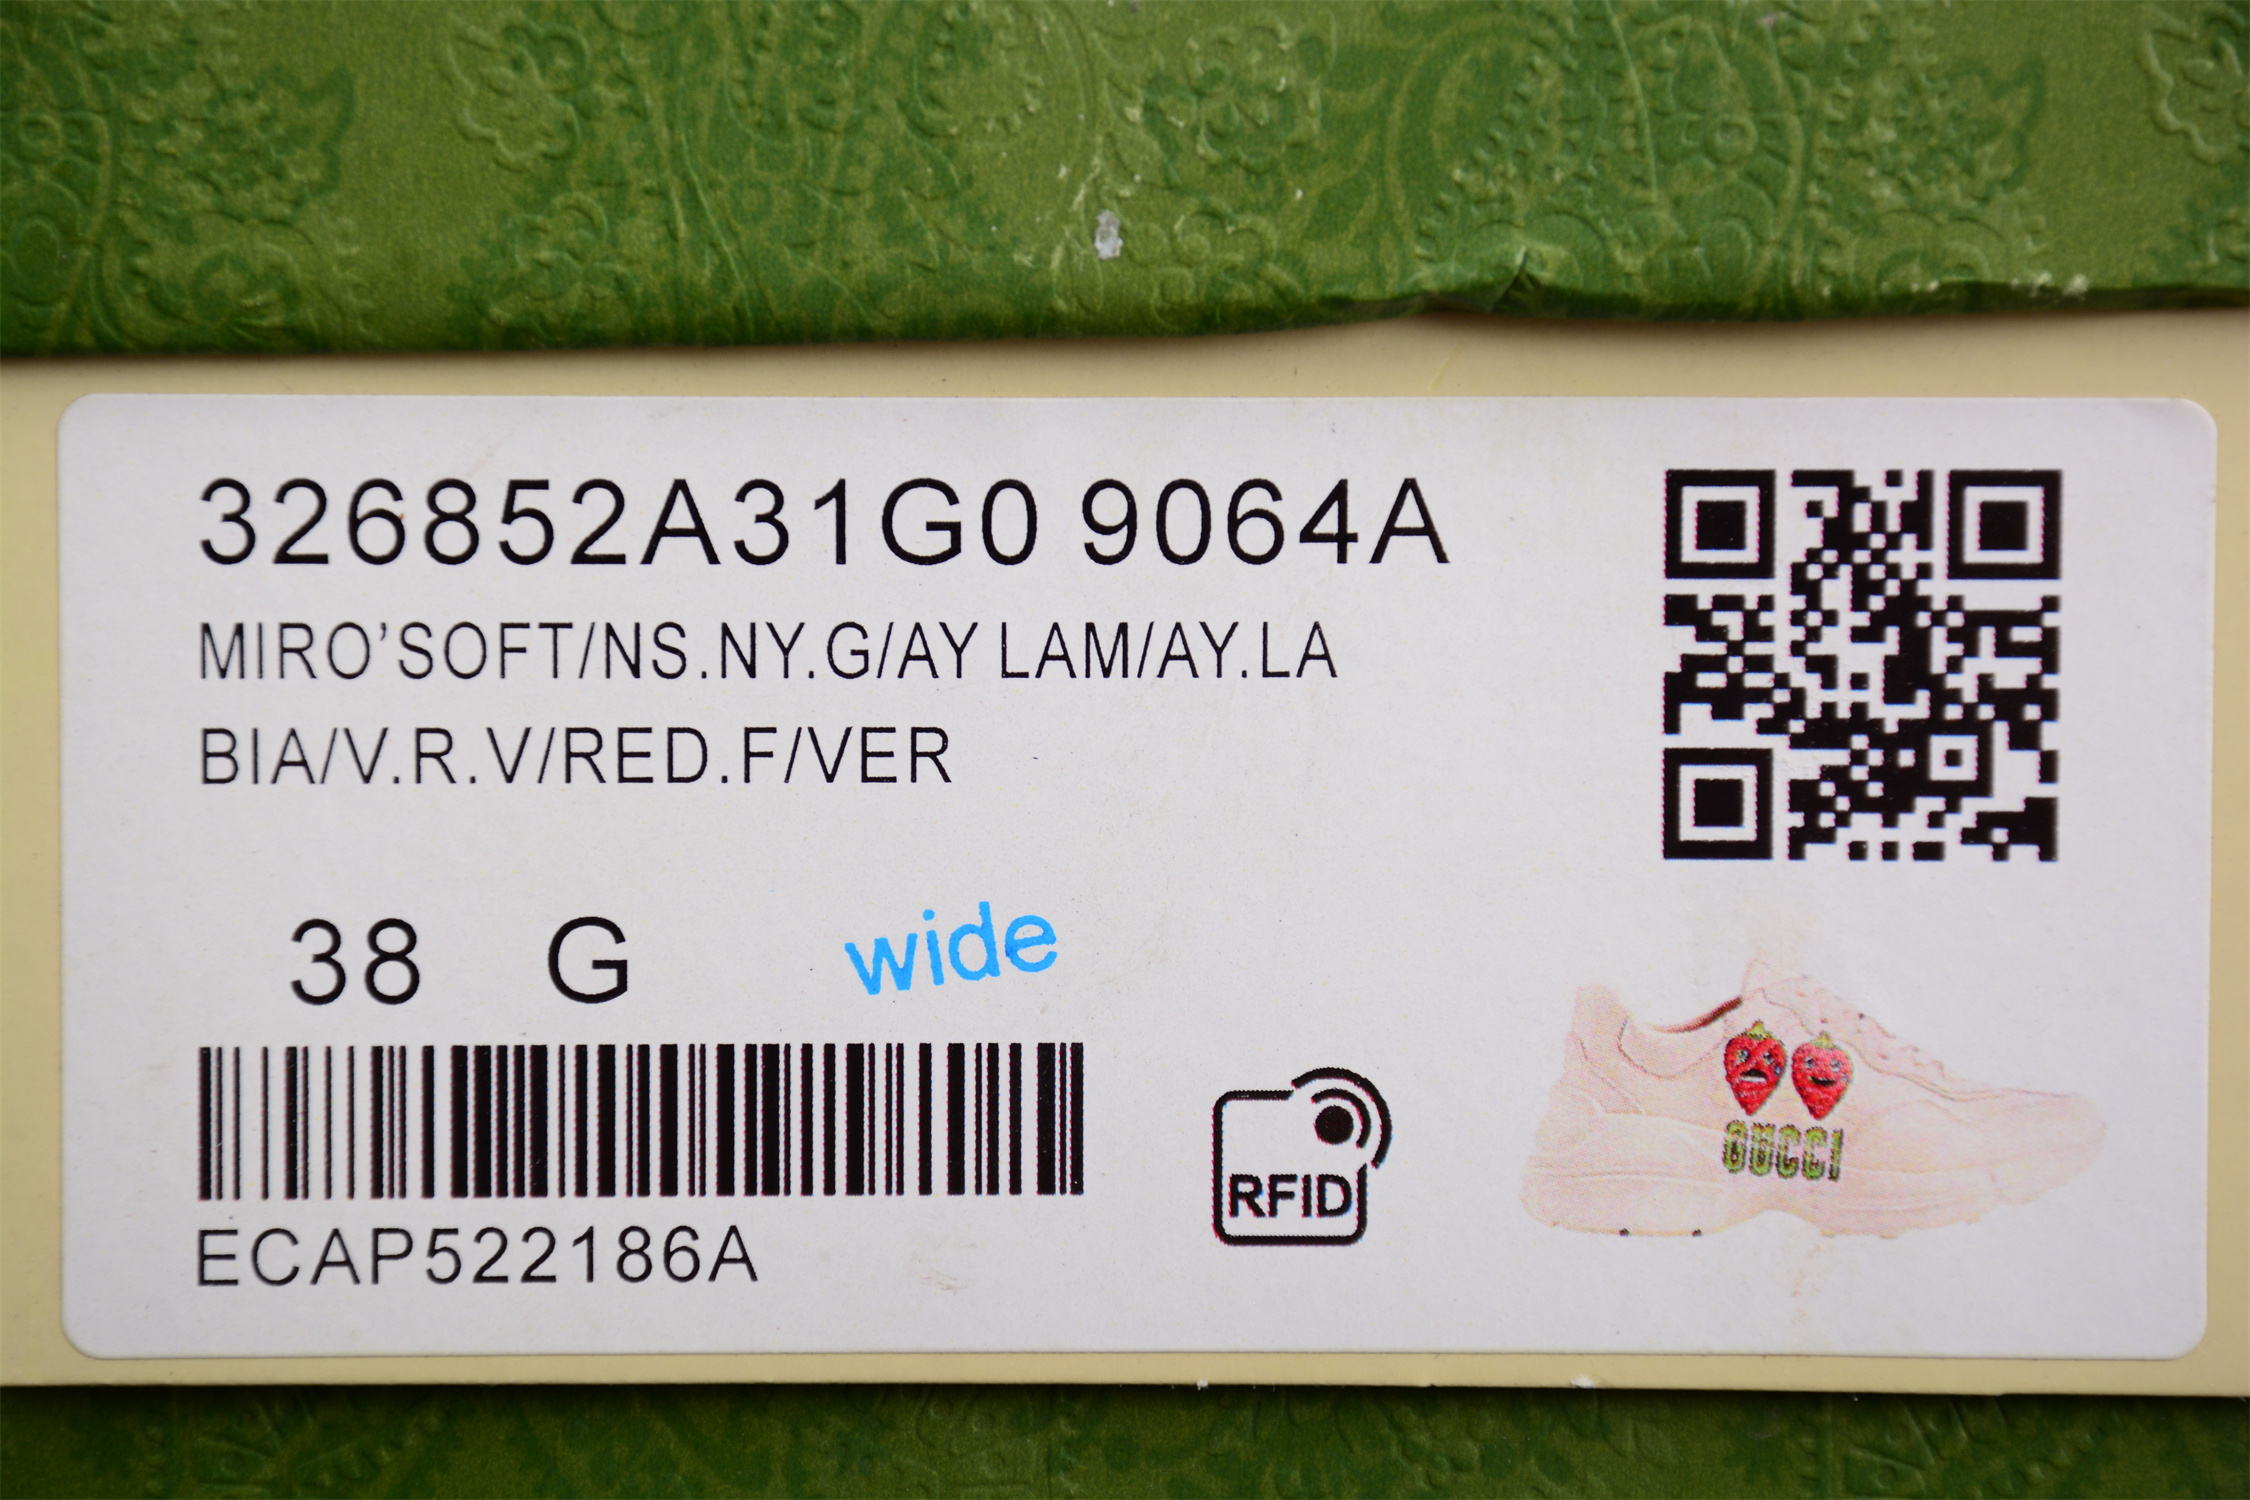 326852A31G0 9064A
MIRO’SOFT/NS.NY.G/AY LAM/AY.LA
BIA/V.R.V/RED.F/VER
38 G wide
ECAP522186A
RFID
GUCCI